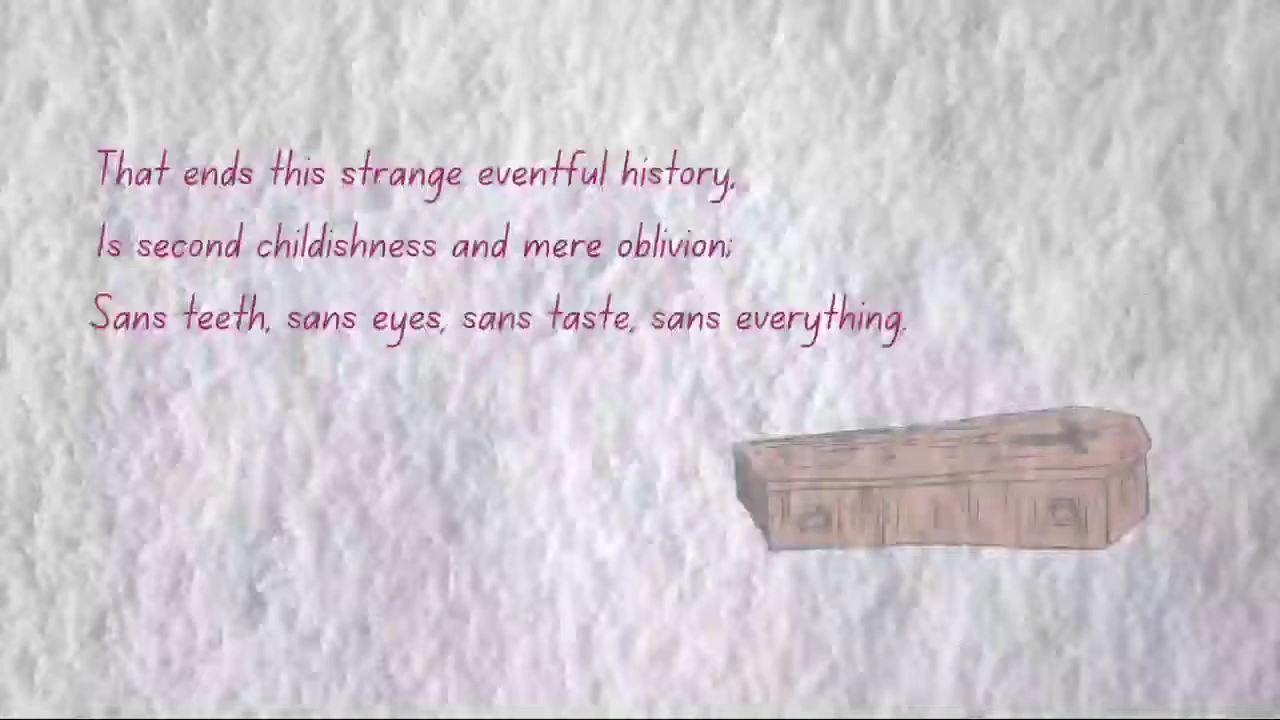 That ends this strange eventful history,
Is second childishness and mere oblivion;
Sans teeth, sans eyes, sans taste, sans everything.